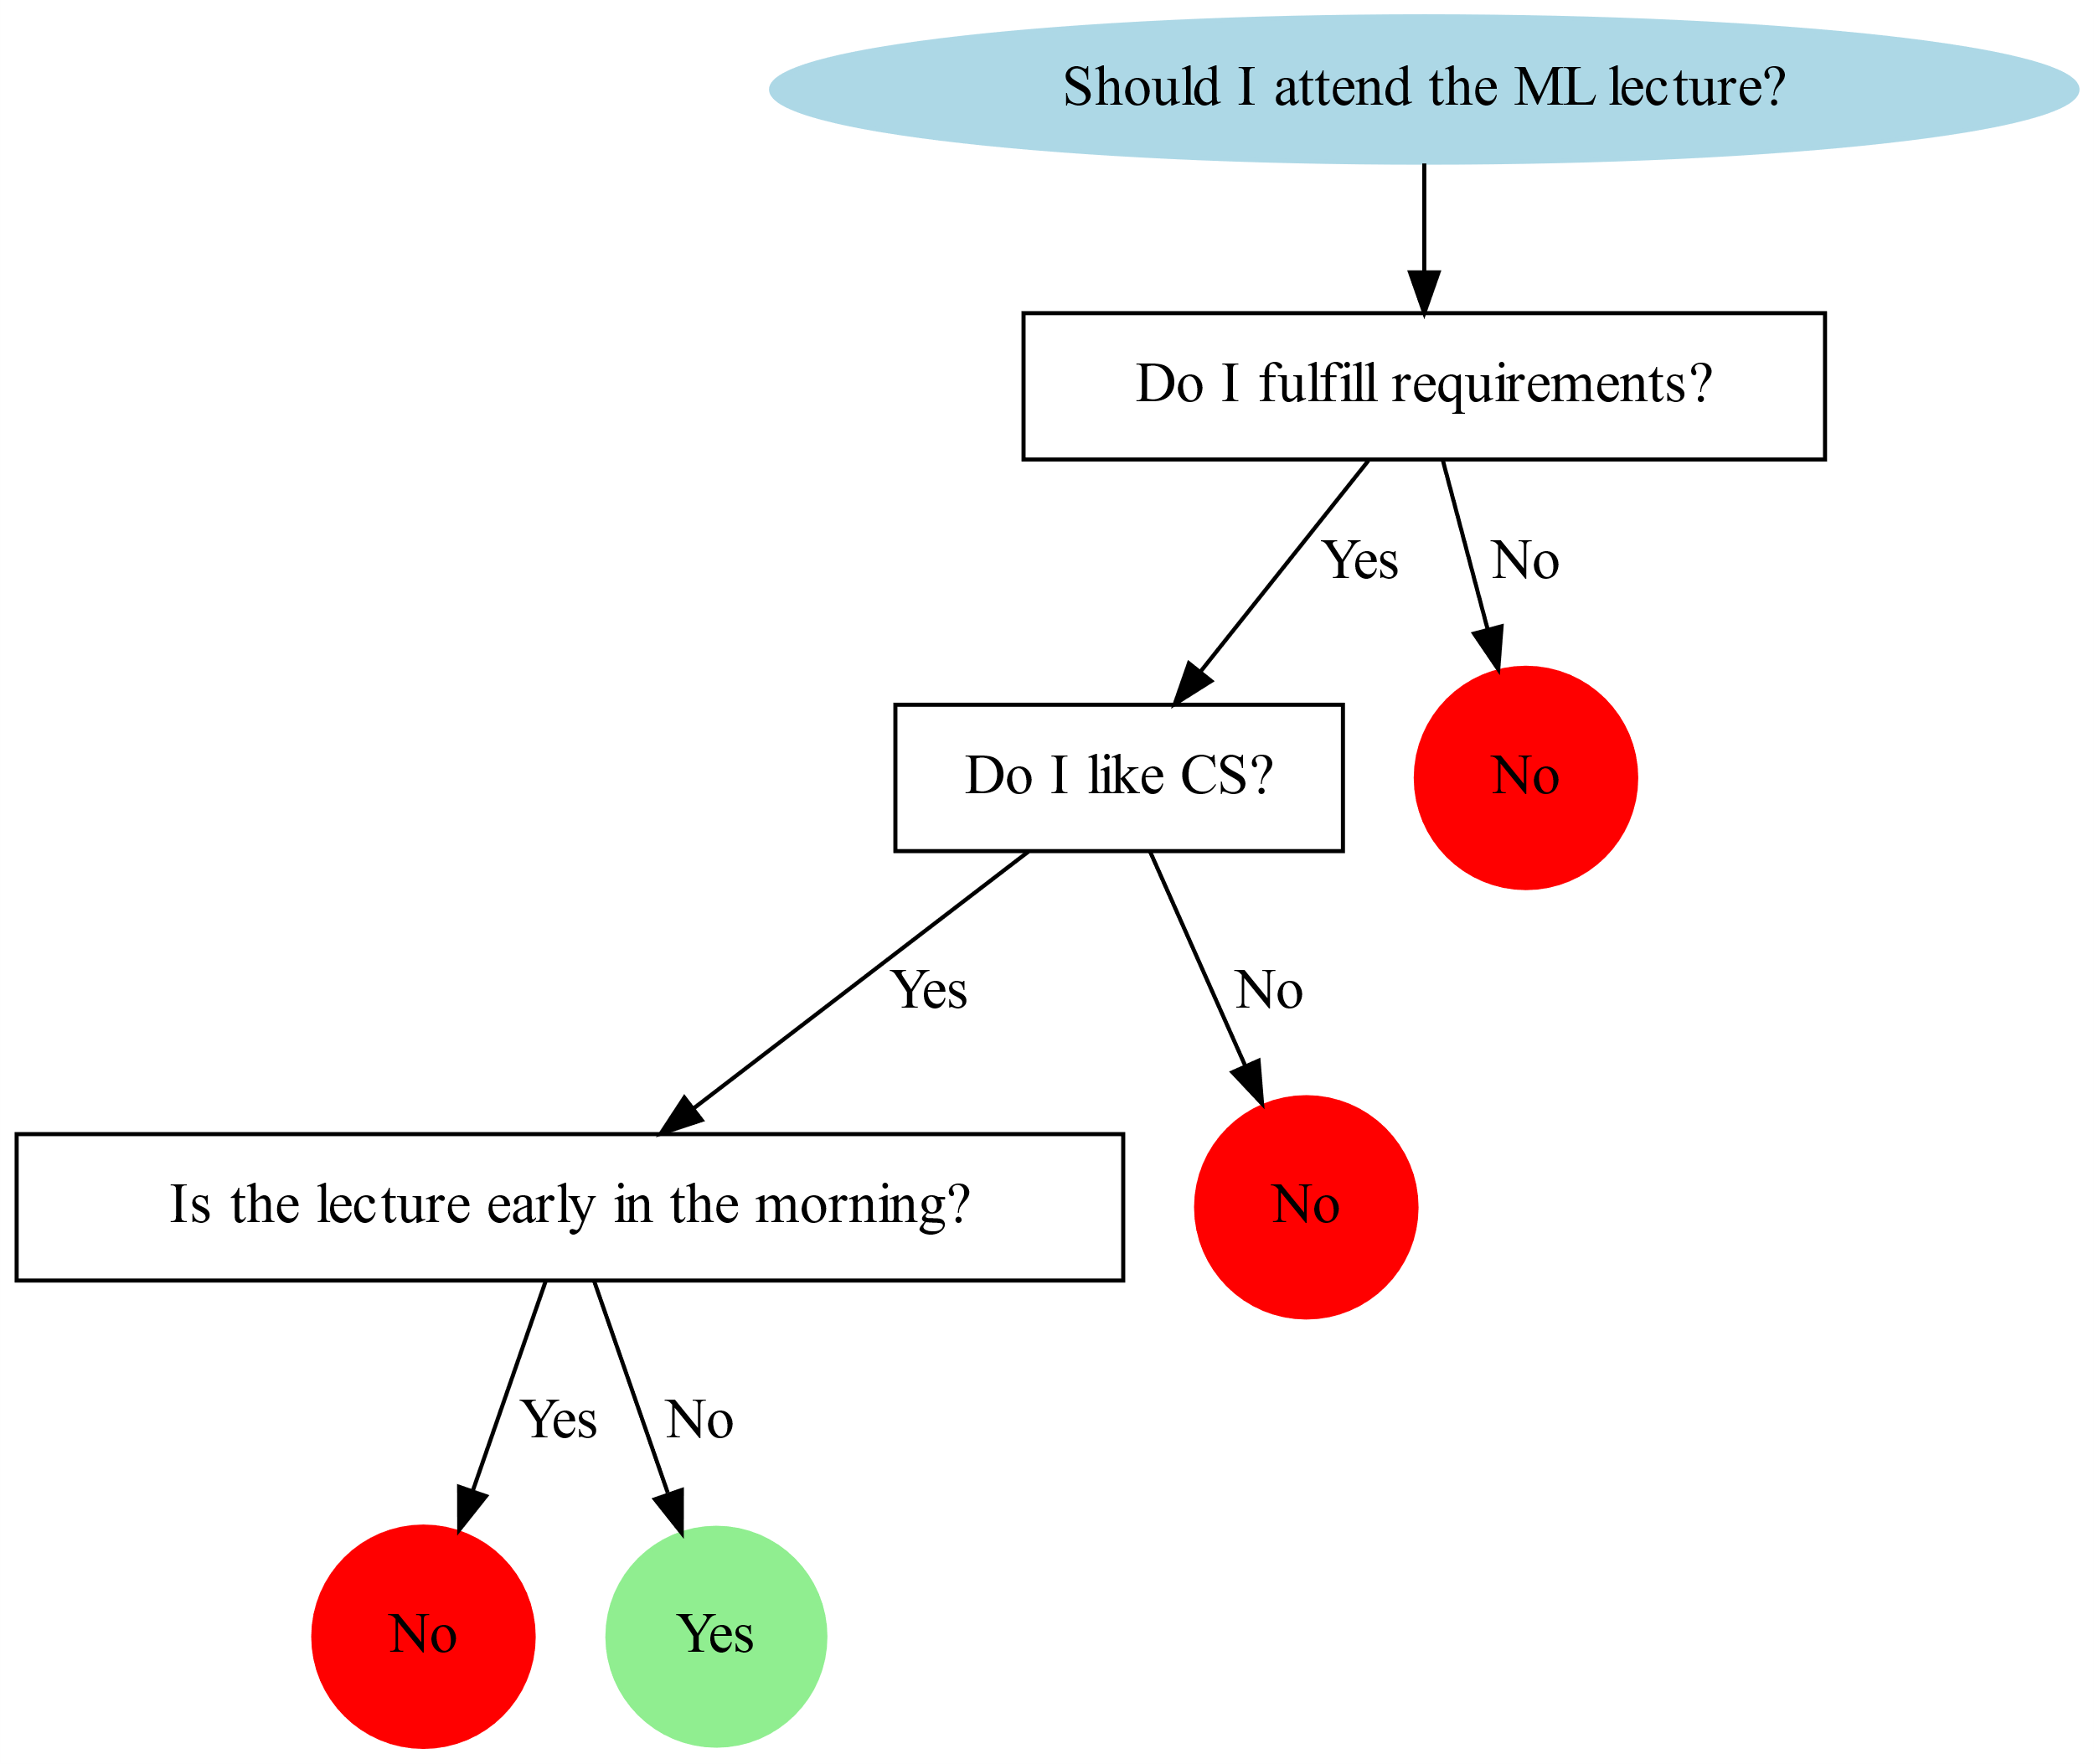 Should I attend the ML lecture?
Do I fulfill requirements?
Yes
No
Do I like CS?
No
Yes
No
Is the lecture early in the morning?
No
Yes
No
No
Yes